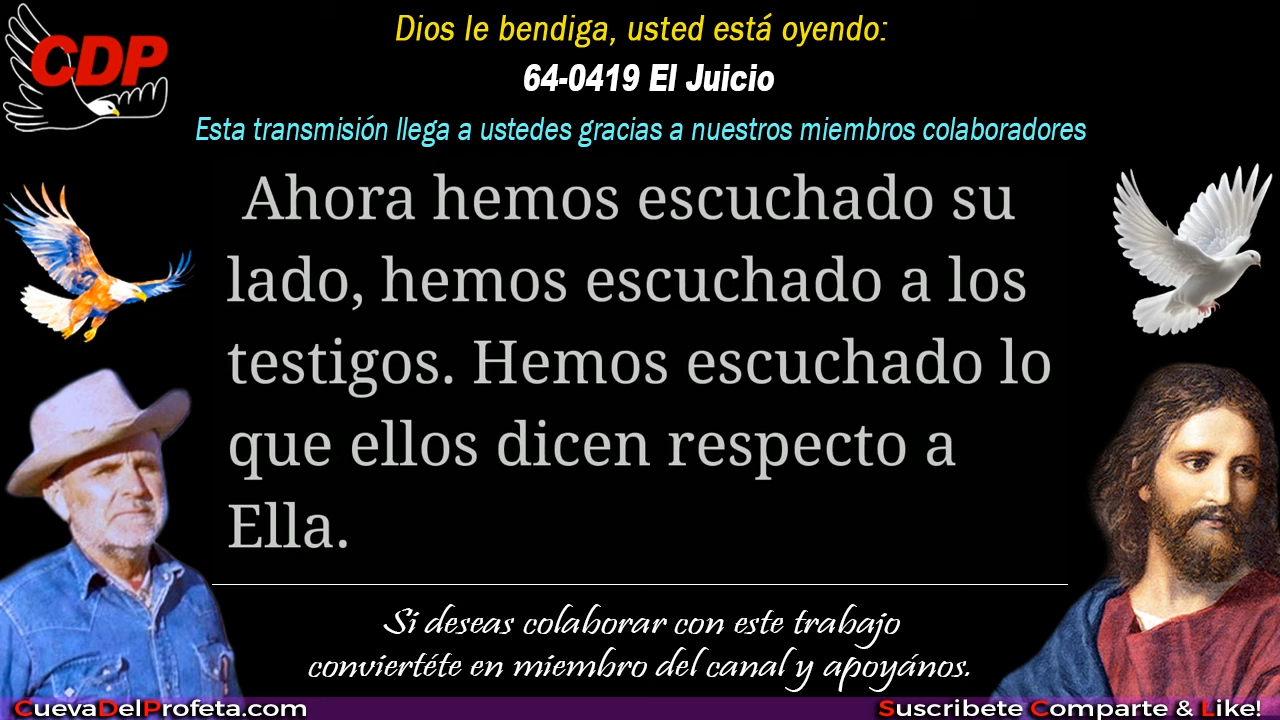 CDP
Dios le bendiga, usted está oyendo:
64-0419 El Juicio
Esta transmisión llega a ustedes gracias a nuestros miembros colaboradores
Ahora hemos escuchado su
lado, hemos escuchado a los
testigos. Hemos escuchado lo
que ellos dicen respecto a
Ella.
Si deseas colaborar con este trabajo
conviertéte en miembro del canal y apoyános.
CuevaDelProfeta.com
Suscribete Comparte & Like!